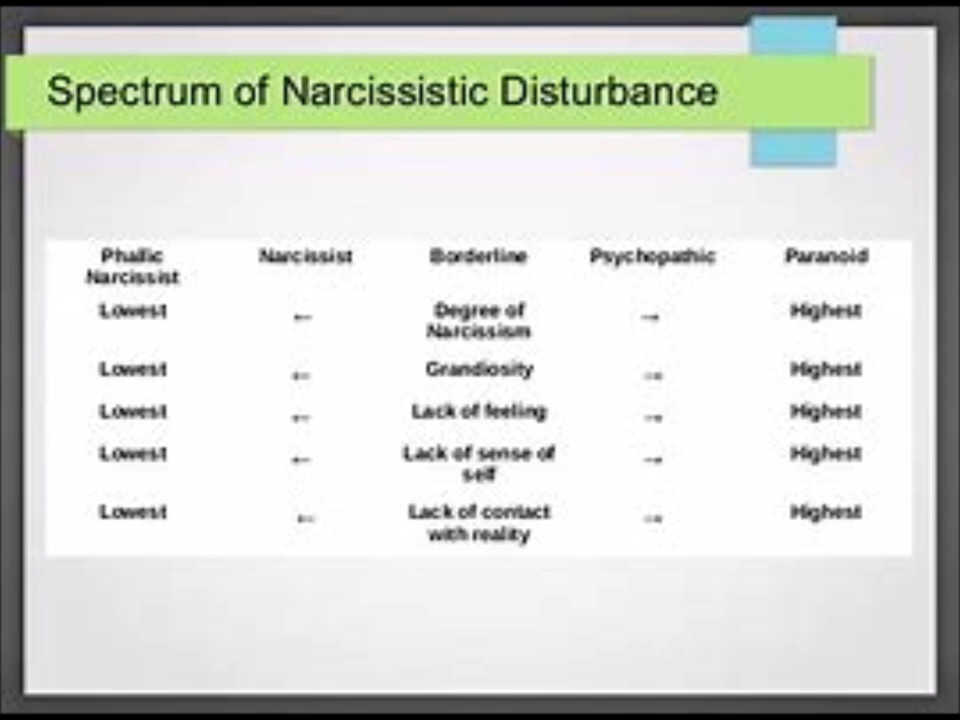 Spectrum of Narcissistic Disturbance
Phallic Narcissist Narcissist Borderline Psychopathic Paranoid
Lowest ← Degree of Narcissism → Highest
Lowest ← Grandiosity → Highest
Lowest ← Lack of feeling → Highest
Lowest ← Lack of sense of self → Highest
Lowest ← Lack of contact with reality → Highest